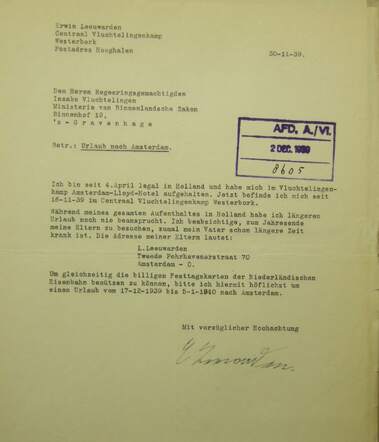 Erwin Leeuwarden
Centraal Vluchtelingenkamp
Westerbork
Postadres Hooghalen
30-11-39.
Den Heren Regeeringsgemachtigden
Inzake Vluchtelingen
Ministerie van Binnenlandsche Zaken
Binnenhof 19,
's - G r a v e n h a g e
AFD. A./VI.
2 DEC. 1939
8605
Betr.: Urlaub nach Amsterdam.
Ich bin seit 4.April legal in Holland und habe mich im Vluchtelingen-
kamp Amsterdam-Lloyd-Hotel aufgehalten. Jetzt befinde ich mich seit
16-11-39 im Centraal Vluchtelingenkamp Westerbork.
Während meines gesamten Aufenthaltes in Holland habe ich längeren
Urlaub noch nie beansprucht. Ich beabsichtige, zum Jahresende
meine Eltern zu besuchen, zumal mein Vater schon längere Zeit
krank ist. Die Adresse meiner Eltern lautet:
L.Leeuwarden
Tweede 70
Amsterdam - O.
Um gleichzeitig die billigen Festtagskarten der Niederländischen
Eisenbahn benützen zu können, bitte ich hiermit höflichst um
einen Urlaub vom 17-12-1939 bis 5-1-1940 nach Amsterdam.
Mit vorzüglicher Hochachtung